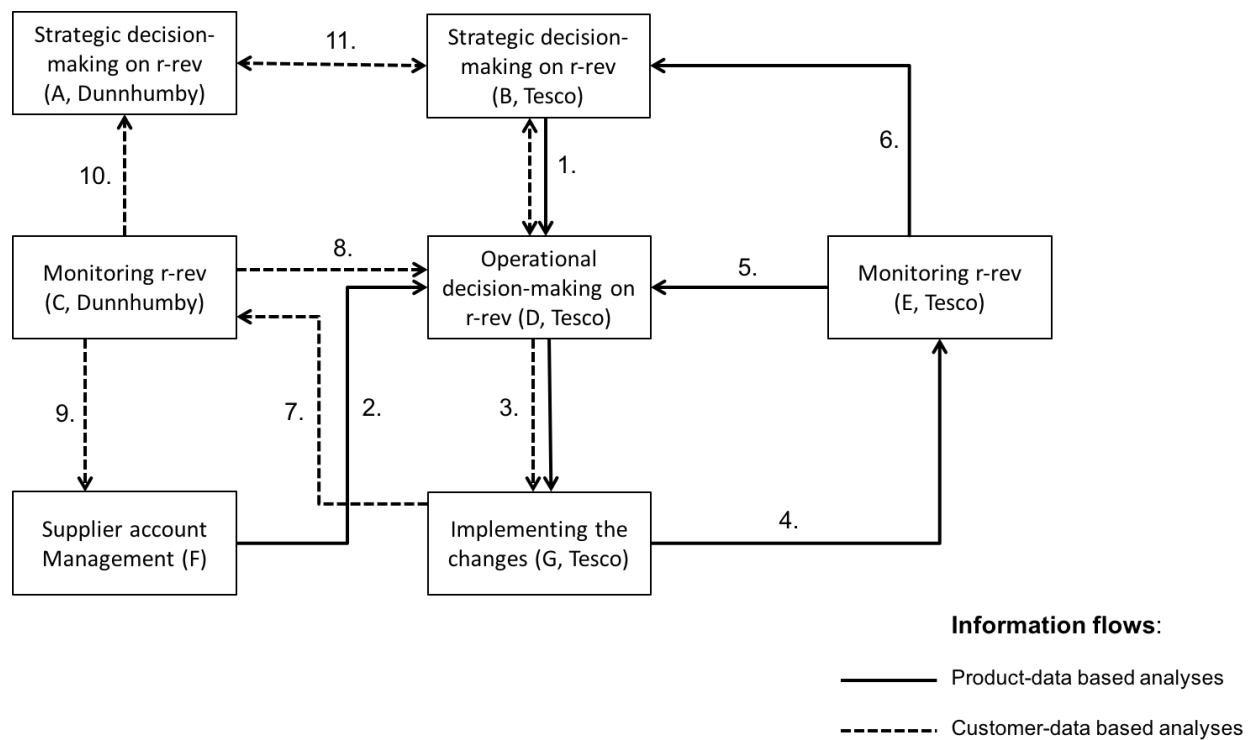 Strategic decision-
making on r-rev
(A, Dunnhumby)
11.
Strategic decision-
making on r-rev
(B, Tesco)
10.
1.
6.
Monitoring r-rev
(C, Dunnhumby)
8.
Operational
decision-making on
r-rev (D, Tesco)
5.
Monitoring r-rev
(E, Tesco)
9.
7.
2.
3.
Supplier account
Management (F)
Implementing the
changes (G, Tesco)
4.
Information flows:
Product-data based analyses
Customer-data based analyses